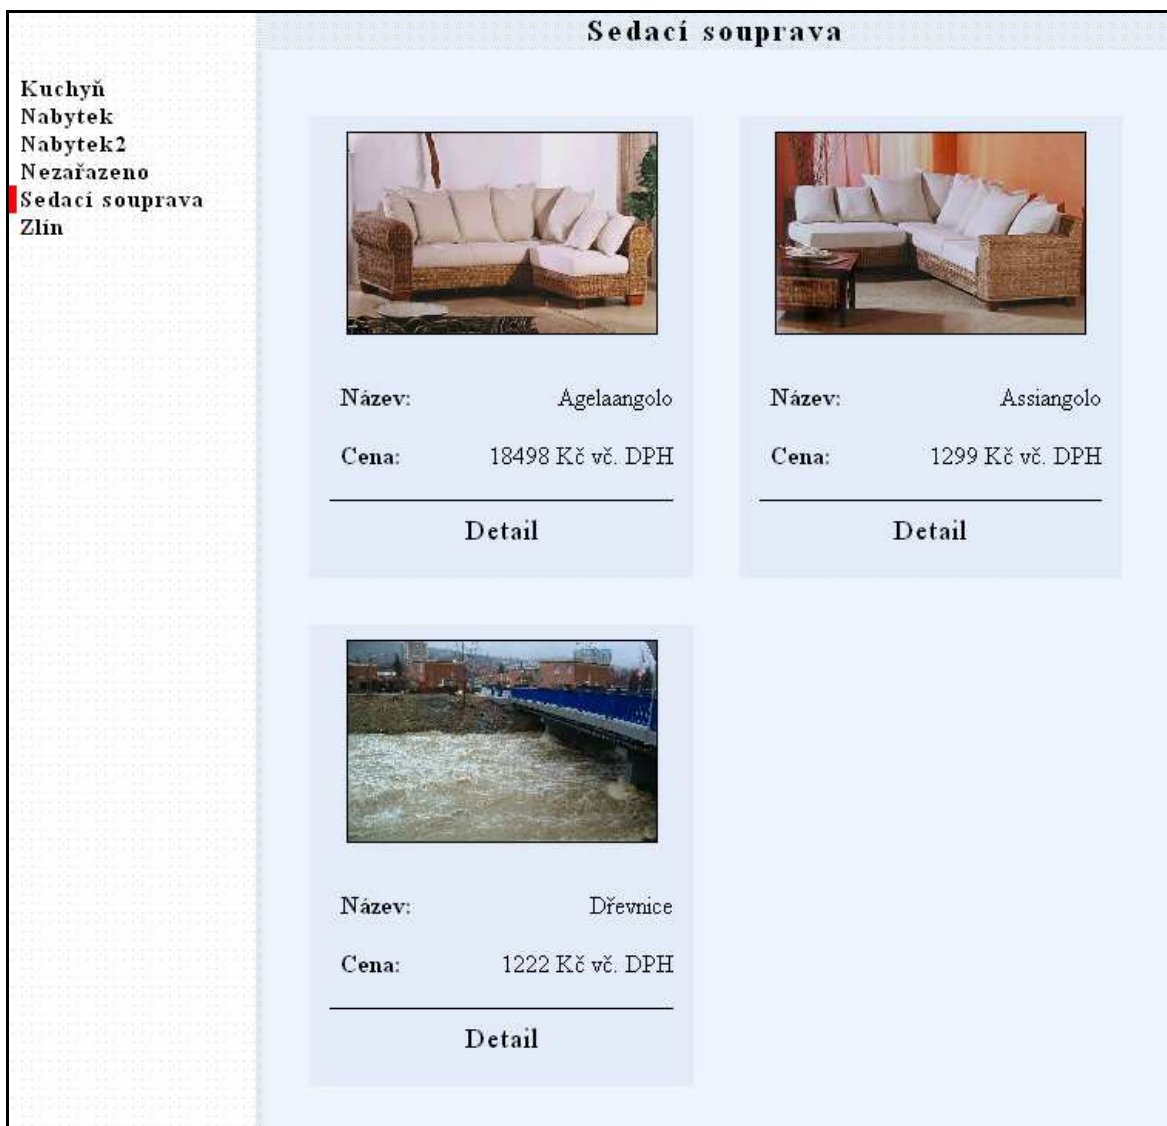 Sedací souprava
Kuchyň
Nabytek
Nabytek2
Nezařazeno
Sedací souprava
Zlín
Název: Agelaangolo
Cena: 18498 Kč vč. DPH
Detail
Název: Assiangolo
Cena: 1299 Kč vč. DPH
Detail
Název: Dřevnice
Cena: 1222 Kč vč. DPH
Detail